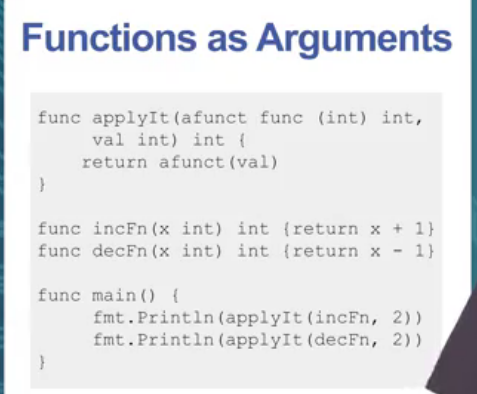 Functions as Arguments
func applyIt(afunct func (int) int,
val int) int {
return afunct(val)
}
func incFn(x int) int {return x + 1}
func decFn(x int) int {return x - 1}
func main() {
fmt.Println(applyIt(incFn, 2))
fmt.Println(applyIt(decFn, 2))
}